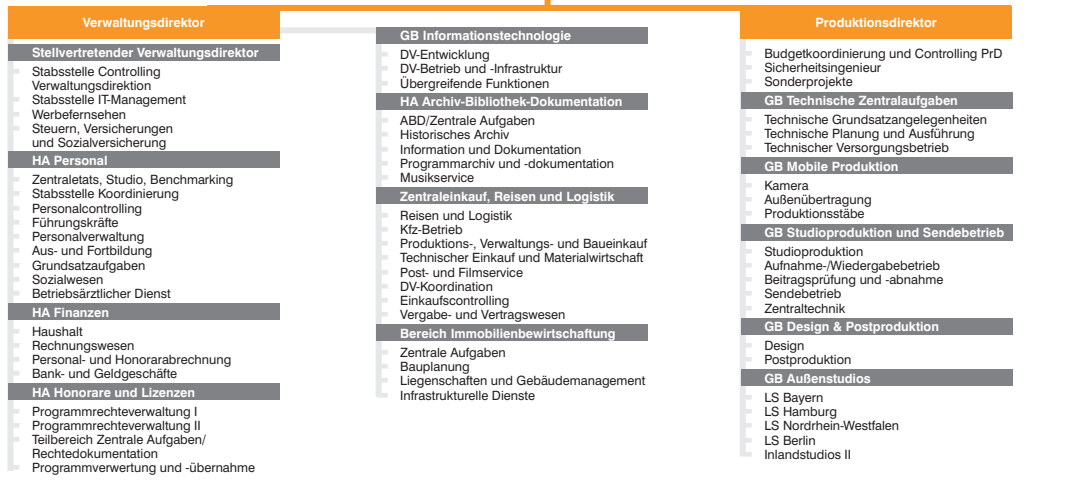 Verwaltungsdirektor
Stellvertretender Verwaltungsdirektor
Stabsstelle Controlling
Verwaltungsdirektion
Stabsstelle IT-Management
Werbefernsehen
Steuern, Versicherungen
und Sozialversicherung
HA Personal
Zentraletats, Studio, Benchmarking
Stabsstelle Koordinierung
Personalcontrolling
Führungskräfte
Personalverwaltung
Aus- und Fortbildung
Grundsatzaufgaben
Sozialwesen
Betriebsärztlicher Dienst
HA Finanzen
Haushalt
Rechnungswesen
Personal- und Honorarabrechnung
Bank- und Geldgeschäfte
HA Honorare und Lizenzen
Programmrechteverwaltung I
Programmrechteverwaltung II
Teilbereich Zentrale Aufgaben/
Rechtedokumentation
Programmverwertung und -übernahme
GB Informationstechnologie
DV-Entwicklung
DV-Betrieb und -Infrastruktur
Übergreifende Funktionen
HA Archiv-Bibliothek-Dokumentation
ABD/Zentrale Aufgaben
Historisches Archiv
Information und Dokumentation
Programmarchiv und -dokumentation
Musikservice
Zentraleinkauf, Reisen und Logistik
Reisen und Logistik
Kfz-Betrieb
Produktions-, Verwaltungs- und Baueinkauf
Technischer Einkauf und Materialwirtschaft
Post- und Filmservice
DV-Koordination
Einkaufscontrolling
Vergabe- und Vertragswesen
Bereich Immobilienbewirtschaftung
Zentrale Aufgaben
Bauplanung
Liegenschaften und Gebäudemanagement
Infrastrukturelle Dienste
Produktionsdirektor
Budgetkoordinierung und Controlling PrD
Sicherheitsingenieur
Sonderprojekte
GB Technische Zentralaufgaben
Technische Grundsatzangelegenheiten
Technische Planung und Ausführung
Technischer Versorgungsbetrieb
GB Mobile Produktion
Kamera
Außenübertragung
Produktionsstäbe
GB Studioproduktion und Sendebetrieb
Studioproduktion
Aufnahme-/Wiedergabebetrieb
Beitragsprüfung und -abnahme
Sendebetrieb
Zentraltechnik
GB Design & Postproduktion
Design
Postproduktion
GB Außenstudios
LS Bayern
LS Hamburg
LS Nordrhein-Westfalen
LS Berlin
Inlandstudios II